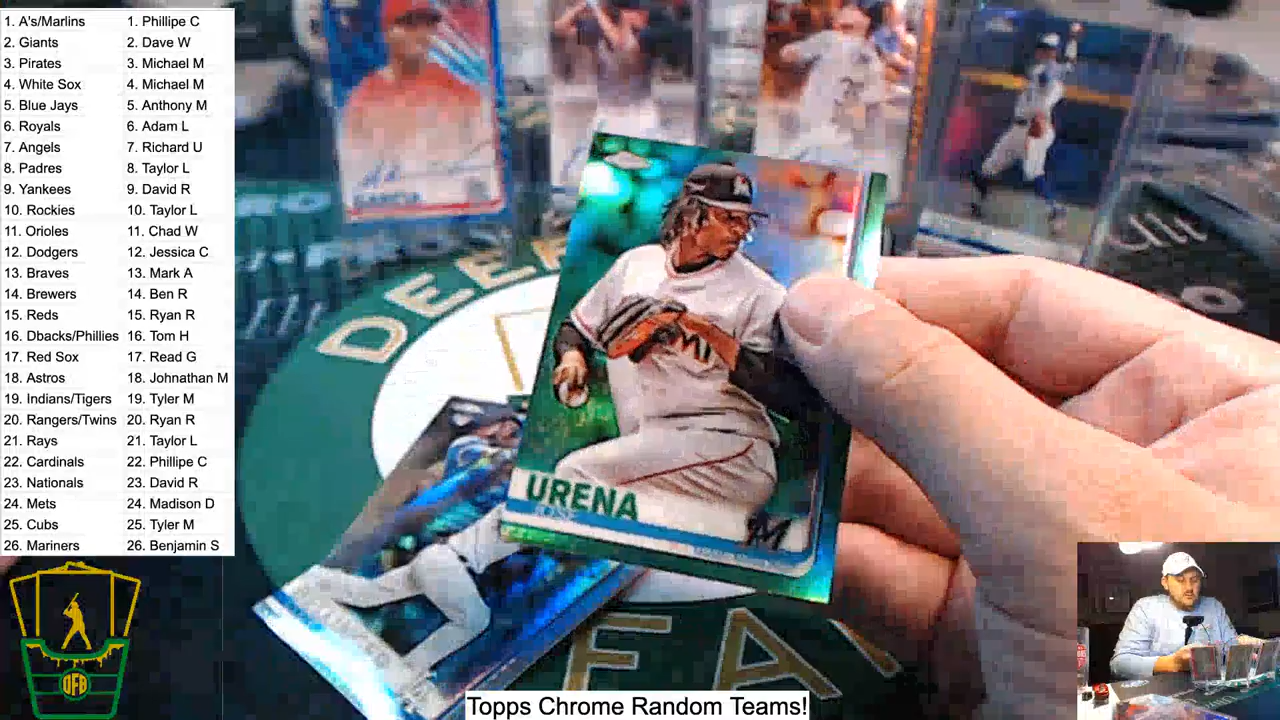 1. A's/Marlins 1. Phillipe C
2. Giants 2. Dave W
3. Pirates 3. Michael M
4. White Sox 4. Michael M
5. Blue Jays 5. Anthony M
6. Royals 6. Adam L
7. Angels 7. Richard U
8. Padres 8. Taylor L
9. Yankees 9. David R
10. Rockies 10. Taylor L
11. Orioles 11. Chad W
12. Dodgers 12. Jessica C
13. Braves 13. Mark A
14. Brewers 14. Ben R
15. Reds 15. Ryan R
16. Dbacks/Phillies 16. Tom H
17. Red Sox 17. Read G
18. Astros 18. Johnathan M
19. Indians/Tigers 19. Tyler M
20. Rangers/Twins 20. Ryan R
21. Rays 21. Taylor L
22. Cardinals 22. Phillipe C
23. Nationals 23. David R
24. Mets 24. Madison D
25. Cubs 25. Tyler M
26. Mariners 26. Benjamin S
DEE
M
URENA
JOSE
M
FA
DFB
Topps Chrome Random Teams!